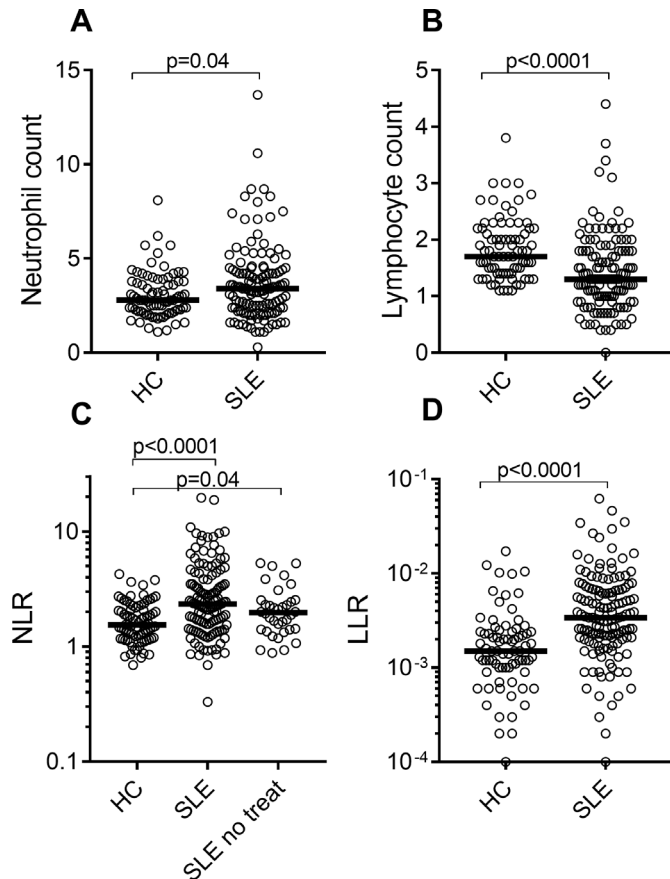 A
p=0.04
15
10
5
0
Neutrophil count
HC
SLE
B
p<0.0001
5
4
3
2
1
0
Lymphocyte count
HC
SLE
C
p<0.0001
p=0.04
10
1
0.1
NLR
HC
SLE
SLE no treat
D
p<0.0001
10-1
10-2
10-3
10-4
LLR
HC
SLE